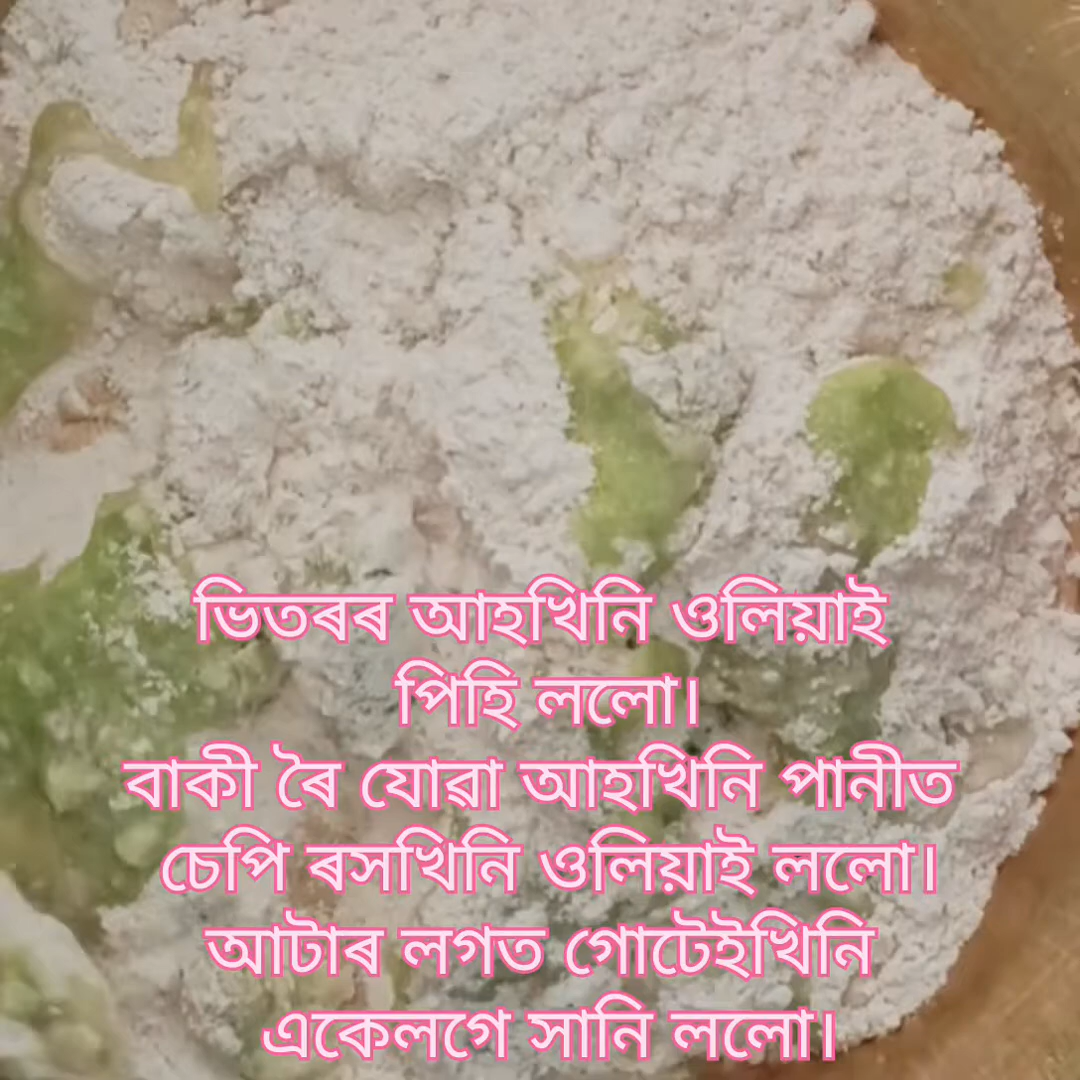 ভিতৰৰ আহখিনি ওলিয়াই
পিহি ললো।
বাকী ৰৈ যোৱা আহখিনি পানীত
চেপি ৰসখিনি ওলিয়াই ললো।
আটাৰ লগত গোটেইখিনি
একেলগে সানি ললো।